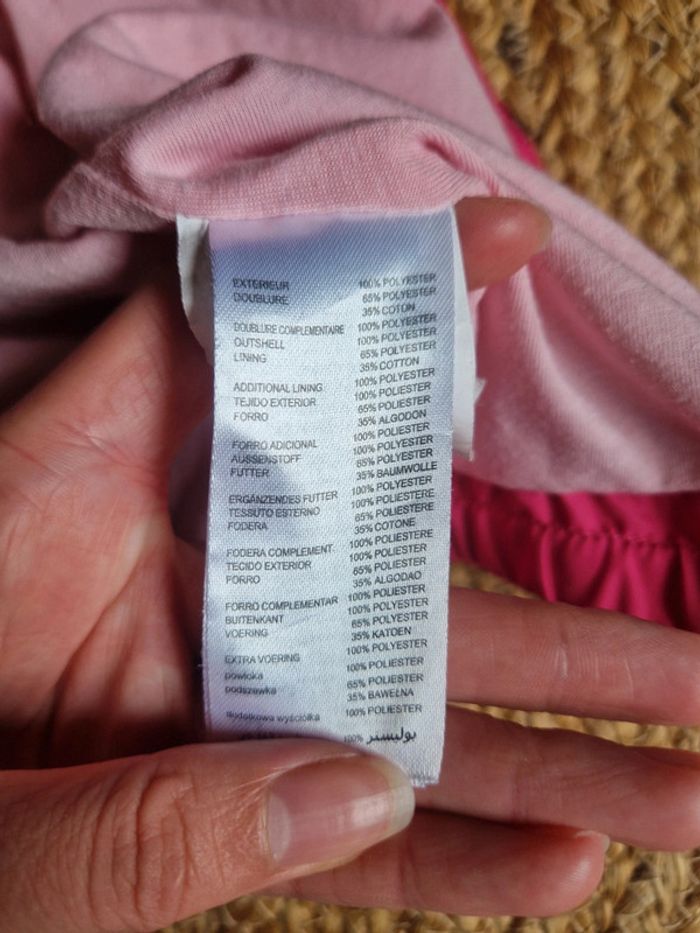 EXTERIEUR 100% POLYESTER
DOUBLURE 65% POLYESTER
35% COTON
DOUBLURE COMPLEMENTAIRE 100% POLYESTER
OUTSHELL 100% POLYESTER
LINING 65% POLYESTER
35% COTTON
ADDITIONAL LINING 100% POLYESTER
TEJIDO EXTERIOR 100% POLIESTER
FORRO 65% POLIESTER
35% ALGODON
FORRO ADICIONAL 100% POLIESTER
AUSSENSTOFF 100% POLYESTER
FUTTER 65% POLYESTER
35% BAUMWOLLE
ERGÄNZENDES FUTTER 100% POLYESTER
TESSUTO ESTERNO 100% POLIESTERE
FODERA 65% POLIESTERE
35% COTONE
FODERA COMPLEMENT. 100% POLIESTERE
TECIDO EXTERIOR 100% POLIESTER
FORRO 65% POLIESTER
35% ALGODAO
FORRO COMPLEMENTAR 100% POLIESTER
BUITENKANT 100% POLYESTER
VOERING 65% POLYESTER
35% KATOEN
EXTRA VOERING 100% POLYESTER
powłoka 100% POLIESTER
podszewka 65% POLIESTER
35% BAWEŁNA
dodatkowa wyściółka 100% POLIESTER
100% بوليستر